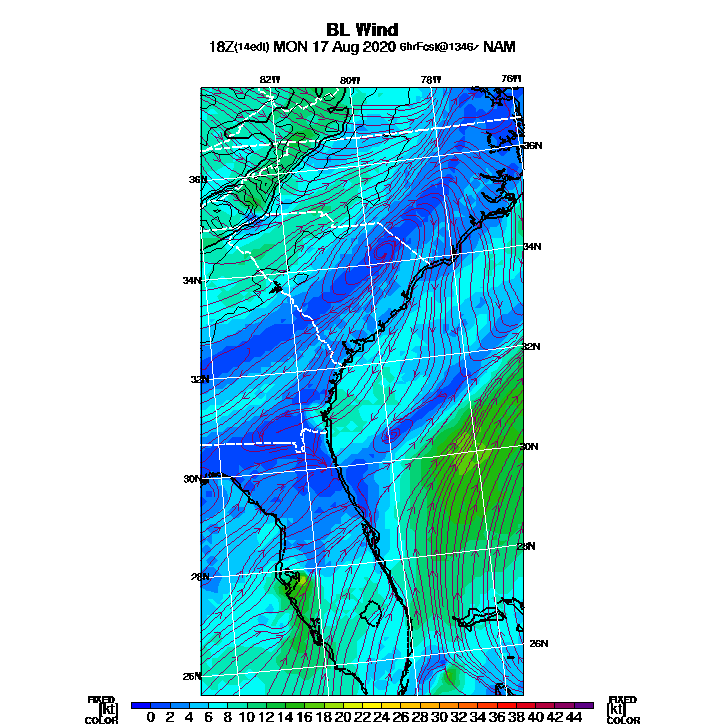 BL Wind
18Z(14edt) MON 17 Aug 2020 6hrFcst@1346z NAM
82W 80W 78W 76W
36N 36N
34N 34N
32N 32N
30N 30N
28N 28N
26N 26N
FIXED FIXED
[kt] 0 2 4 6 8 10 12 14 16 18 20 22 24 26 28 30 32 34 36 38 40 42 44 [kt]
COLOR COLOR